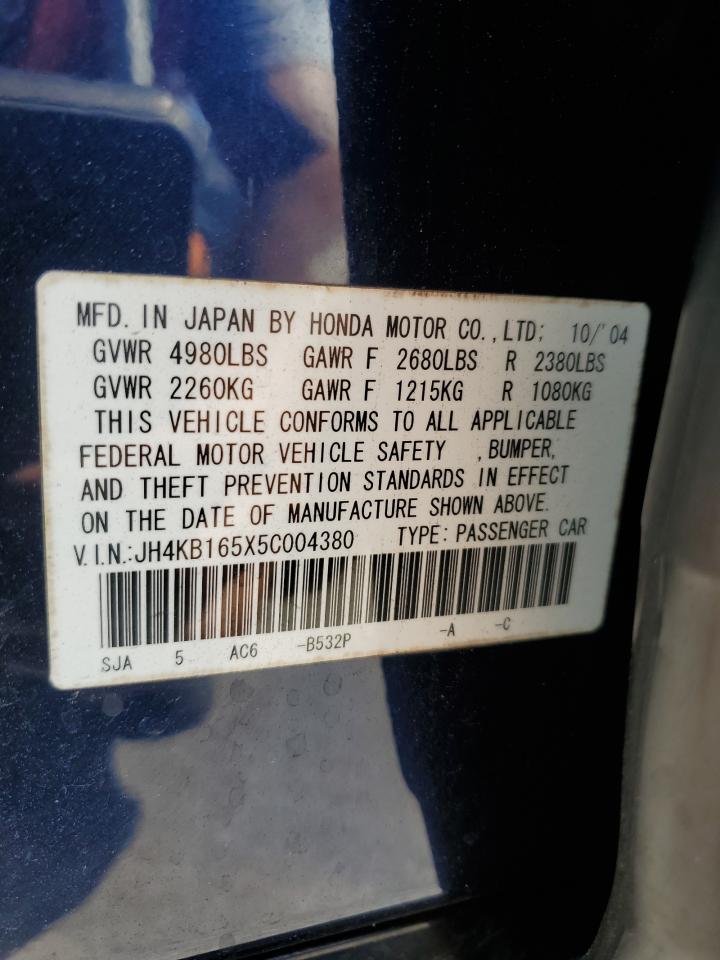 MFD. IN JAPAN BY HONDA MOTOR CO., LTD; 10/'04
GVWR 4980LBS GAWR F 2680LBS R 2380LBS
GVWR 2260KG GAWR F 1215KG R 1080KG
THIS VEHICLE CONFORMS TO ALL APPLICABLE
FEDERAL MOTOR VEHICLE SAFETY , BUMPER,
AND THEFT PREVENTION STANDARDS IN EFFECT
ON THE DATE OF MANUFACTURE SHOWN ABOVE.
V.I.N.:JH4KB165X5C004380 TYPE: PASSENGER CAR
SJA 5 AC6 -B532P -A -C